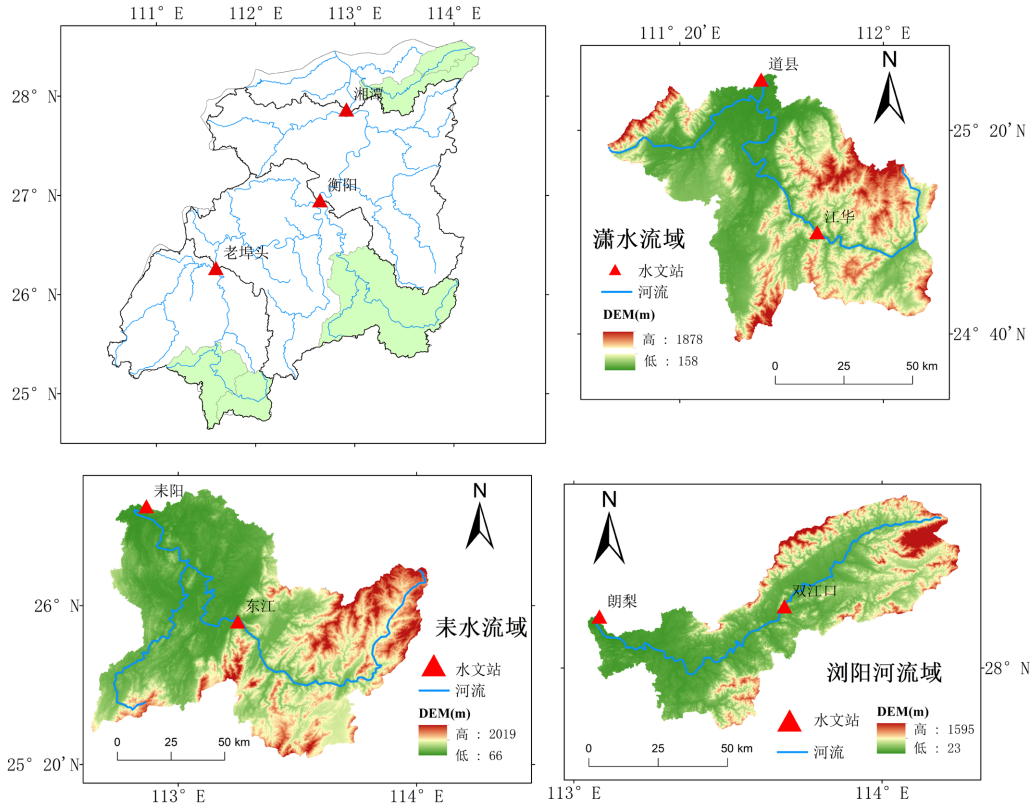 111° E
112° E
113° E
114° E
28° N
27° N
26° N
25° N
湘潭
衡阳
老埠头
111° E
112° E
113° E
114° E
111° 20′E
112° E
道县
N
25° 20′N
江华
潇水流域
水文站
河流
DEM(m)
高 : 1878
低 : 158
24° 40′N
0 25 50 km
耒阳
N
26° N
东江
耒水流域
水文站
河流
DEM(m)
高 : 2019
低 : 66
0 25 50 km
25° 20′N
113° E
114° E
N
朗梨
双江口
28° N
浏阳河流域
水文站
河流
DEM(m)
高 : 1595
低 : 23
0 25 50 km
113° E
114° E